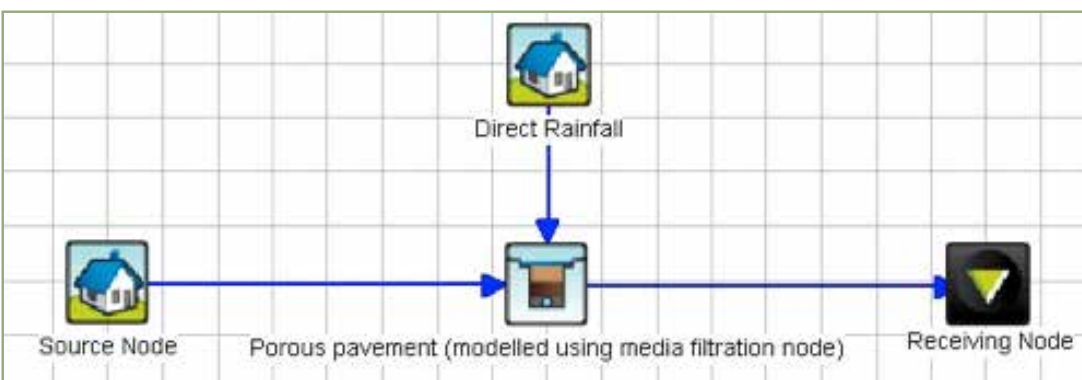 Direct Rainfall
Source Node
Porous pavement (modelled using media filtration node)
Receiving Node